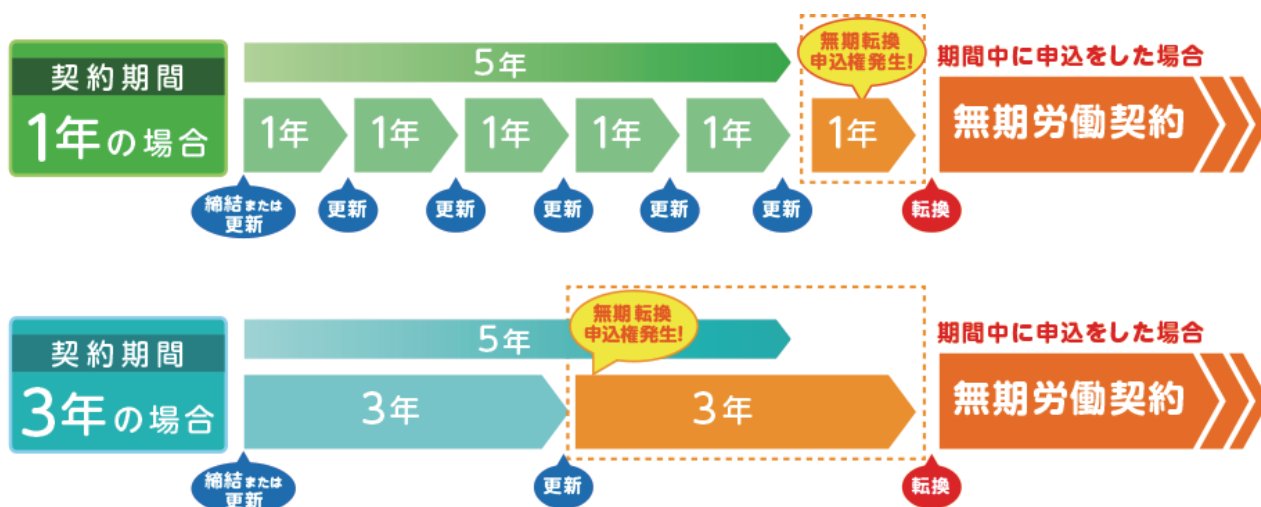 契約期間
1年の場合
5年
無期転換
申込権発生!
期間中に申込をした場合
1年
1年
1年
1年
1年
1年
無期労働契約
締結または
更新
更新
更新
更新
更新
更新
転換
契約期間
3年の場合
5年
無期転換
申込権発生!
期間中に申込をした場合
3年
3年
無期労働契約
締結または
更新
更新
転換